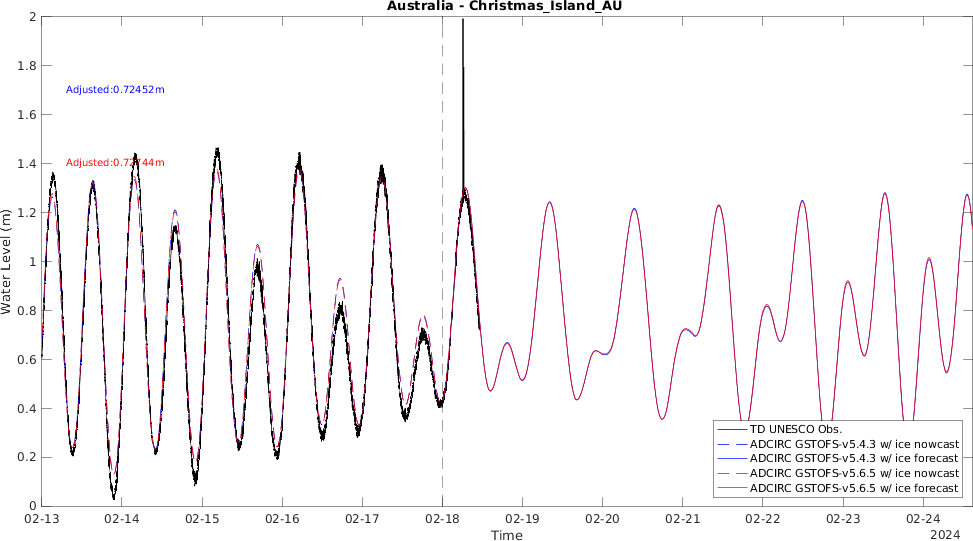 Australia - Christmas_Island_AU
2
1.8
Adjusted:0.72452m
1.6
1.4
Adjusted:0.72744m
1.2
1
0.8
0.6
0.4
0.2
0
Water Level (m)
TD UNESCO Obs.
ADCIRC GSTOFS-v5.4.3 w/ ice nowcast
ADCIRC GSTOFS-v5.4.3 w/ ice forecast
ADCIRC GSTOFS-v5.6.5 w/ ice nowcast
ADCIRC GSTOFS-v5.6.5 w/ ice forecast
02-13 02-14 02-15 02-16 02-17 02-18 02-19 02-20 02-21 02-22 02-23 02-24
Time
2024